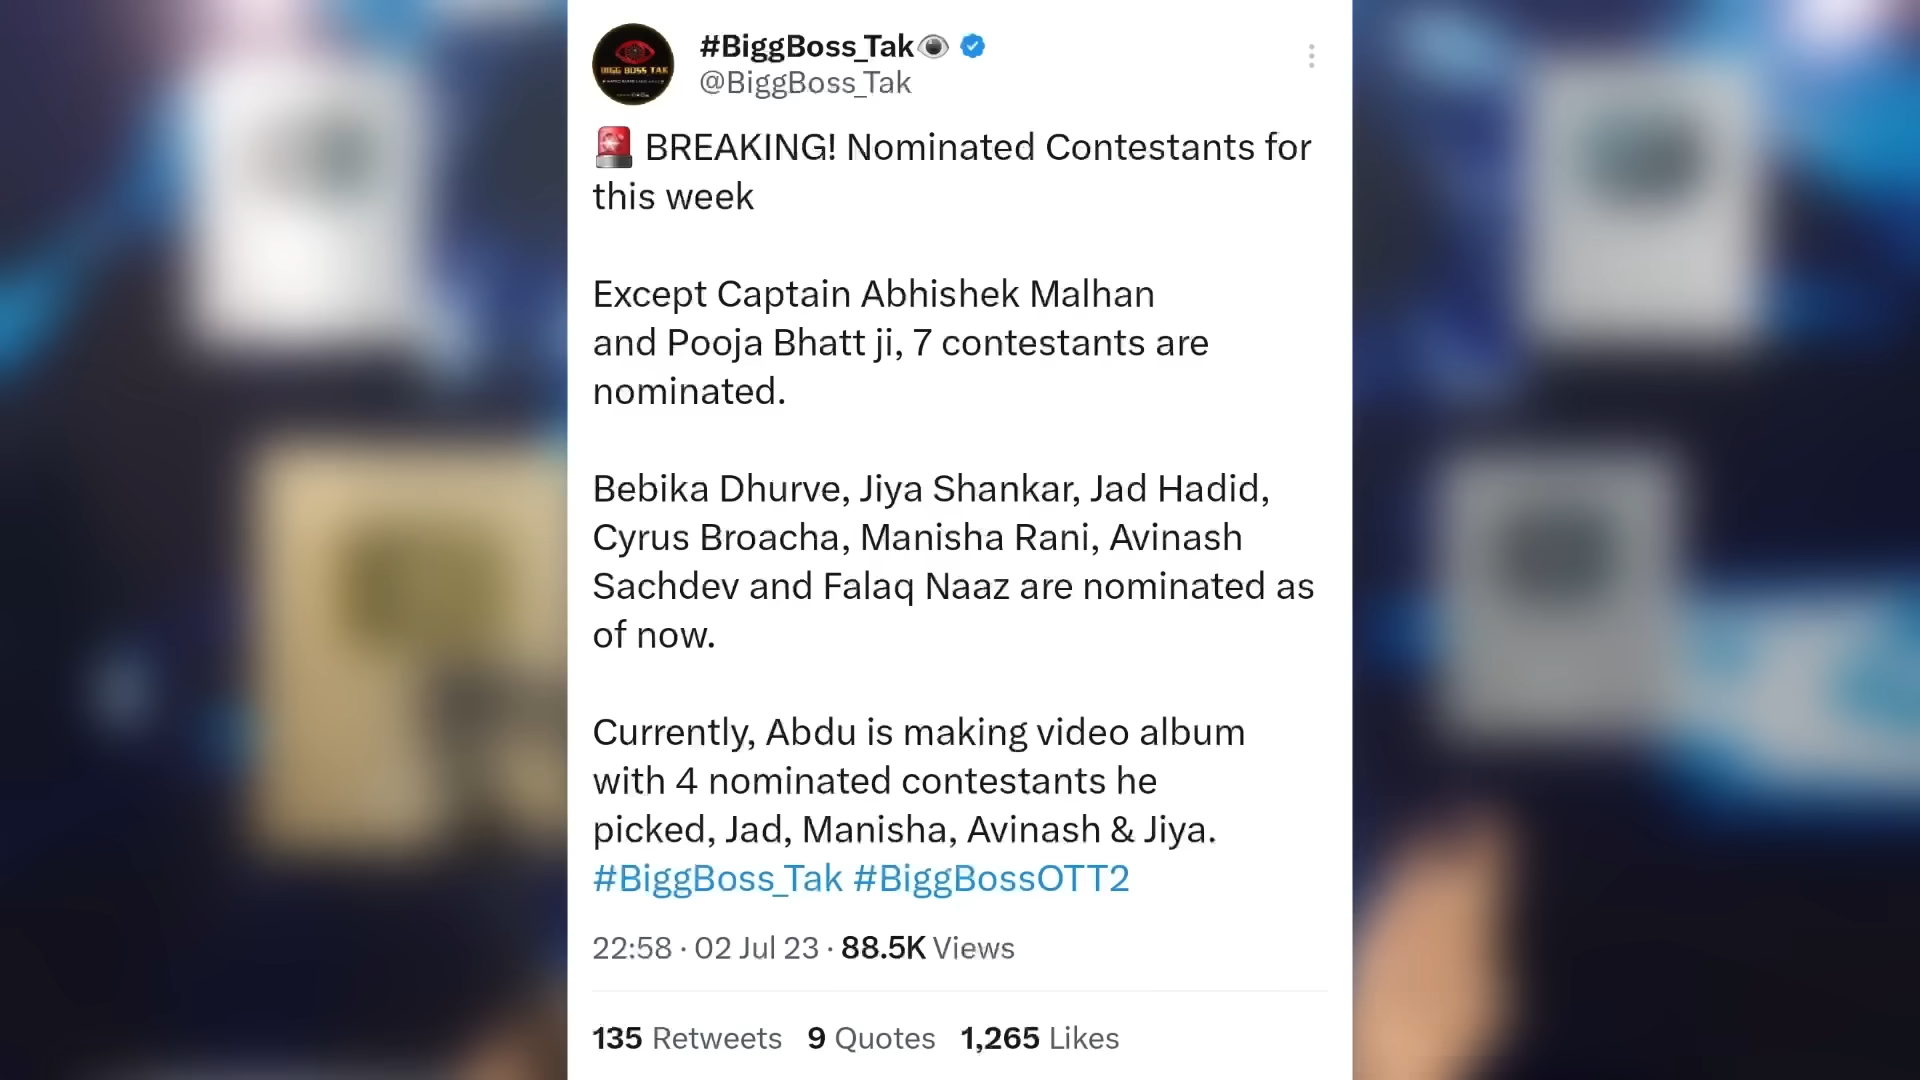 #BiggBoss_Tak👁
@BiggBoss_Tak
BIGG BOSS TAK
🚨 BREAKING! Nominated Contestants for
this week
Except Captain Abhishek Malhan
and Pooja Bhatt ji, 7 contestants are
nominated.
Bebika Dhurve, Jiya Shankar, Jad Hadid,
Cyrus Broacha, Manisha Rani, Avinash
Sachdev and Falaq Naaz are nominated as
of now.
Currently, Abdu is making video album
with 4 nominated contestants he
picked, Jad, Manisha, Avinash & Jiya.
#BiggBoss_Tak #BiggBossOTT2
22:58 · 02 Jul 23 · 88.5K Views
135 Retweets 9 Quotes 1,265 Likes